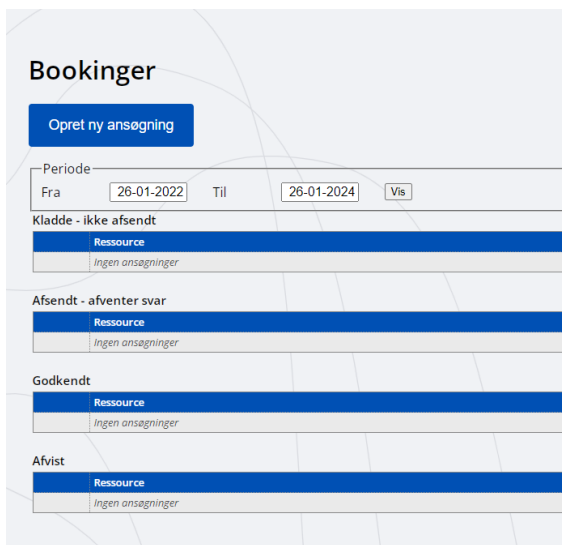 Bookinger
Opret ny ansøgning
Periode
Fra 26-01-2022 Til 26-01-2024 Vis
Kladde - ikke afsendt
Ressource
Ingen ansøgninger
Afsendt - afventer svar
Ressource
Ingen ansøgninger
Godkendt
Ressource
Ingen ansøgninger
Afvist
Ressource
Ingen ansøgninger